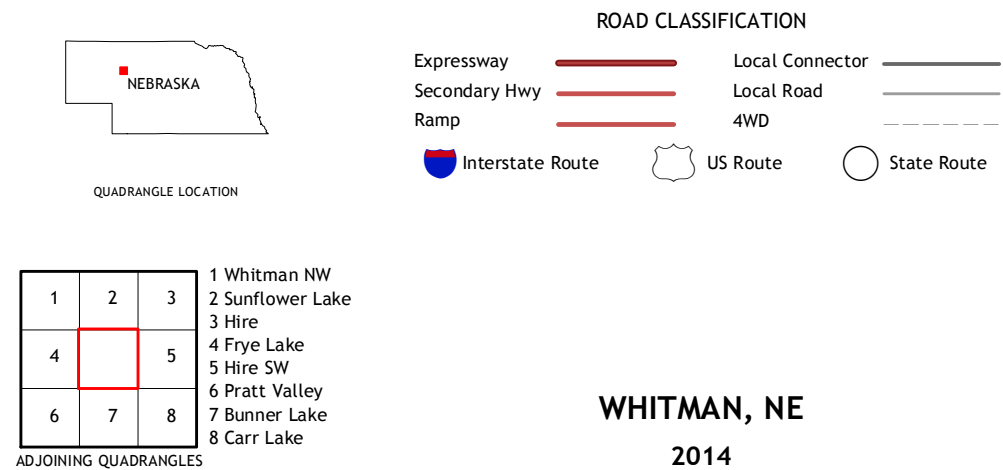 NEBRASKA
QUADRANGLE LOCATION
ROAD CLASSIFICATION
Expressway
Local Connector
Secondary Hwy
Local Road
Ramp
4WD
Interstate Route
US Route
State Route
1 2 3
4 5
6 7 8
ADJOINING QUADRANGLES
1 Whitman NW
2 Sunflower Lake
3 Hire
4 Frye Lake
5 Hire SW
6 Pratt Valley
7 Bunner Lake
8 Carr Lake
WHITMAN, NE
2014